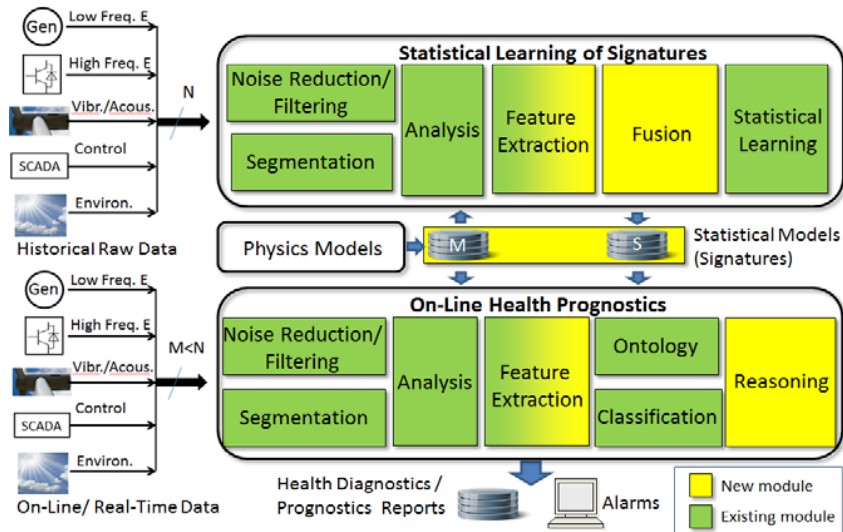 Gen
Low Freq. E
High Freq. E
Vibr./Acous.
Control
SCADA
Environ.
Historical Raw Data
N
Statistical Learning of Signatures
Noise Reduction/
Filtering
Segmentation
Analysis
Feature
Extraction
Fusion
Statistical
Learning
Physics Models
M
S
Statistical Models
(Signatures)
Gen
Low Freq. E
High Freq. E
Vibr./Acous.
Control
SCADA
Environ.
On-Line/ Real-Time Data
M<N
On-Line Health Prognostics
Noise Reduction/
Filtering
Segmentation
Analysis
Feature
Extraction
Ontology
Classification
Reasoning
Health Diagnostics /
Prognostics Reports
Alarms
New module
Existing module